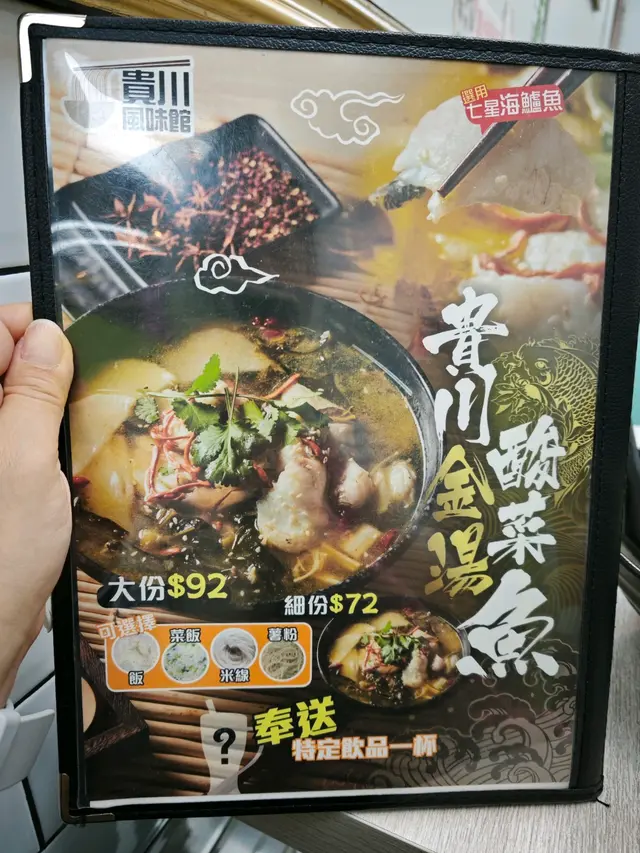 貴川
風味館
選用
七星海鱸魚
貴川
金湯
酸菜魚
大份$92
細份$72
可選擇
飯
菜飯
米線
薯粉
?
奉送
特定飲品一杯